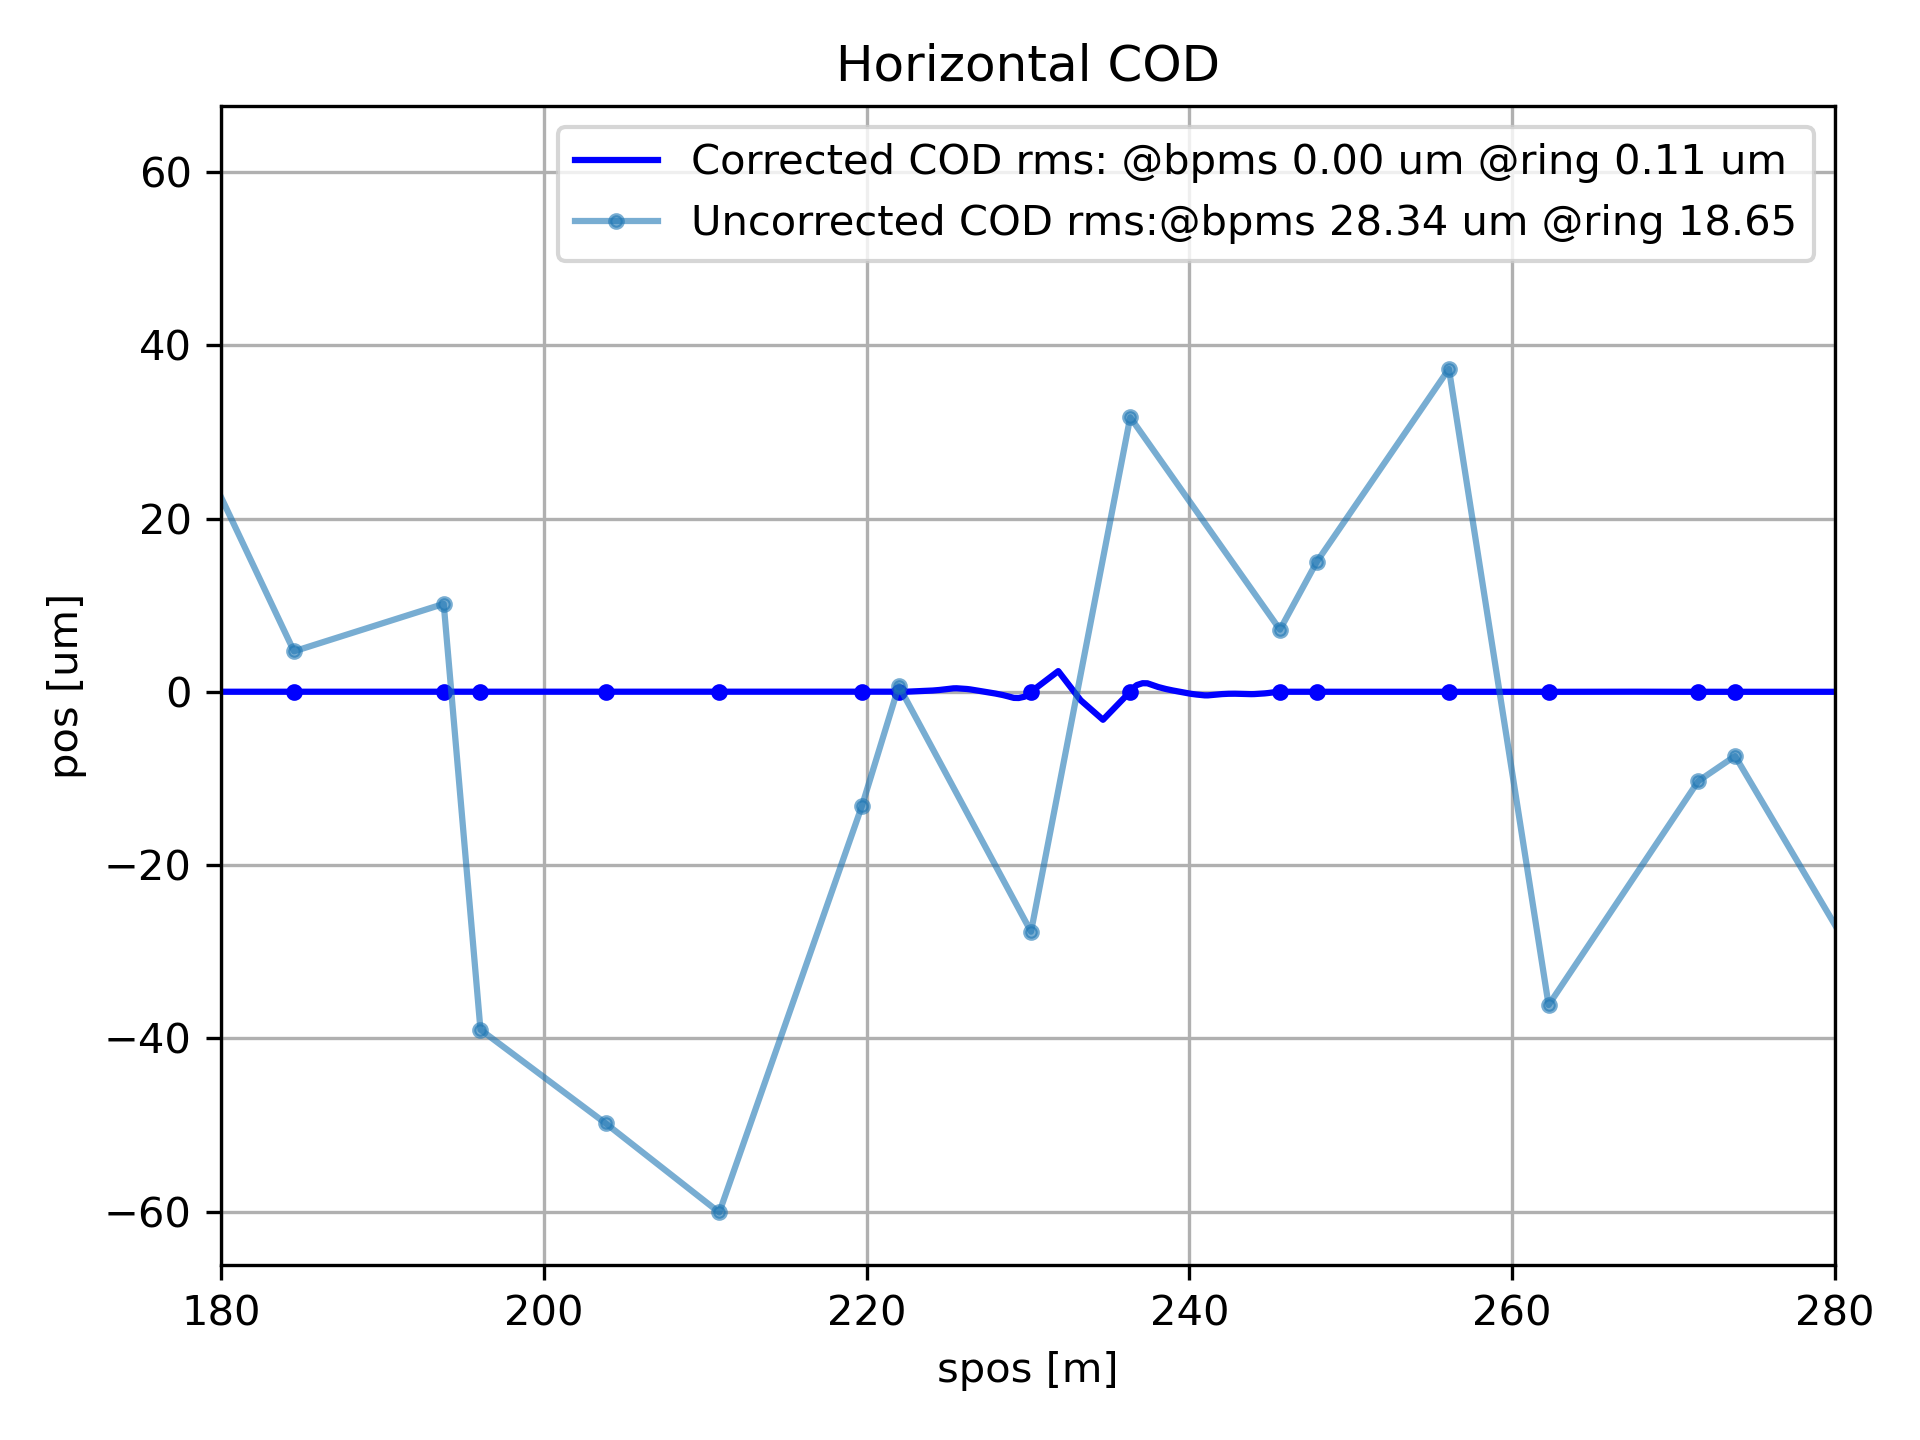 Horizontal COD
Corrected COD rms: @bpms 0.00 um @ring 0.11 um
Uncorrected COD rms:@bpms 28.34 um @ring 18.65
pos [um]
60
40
20
0
−20
−40
−60
180 200 220 240 260 280
spos [m]